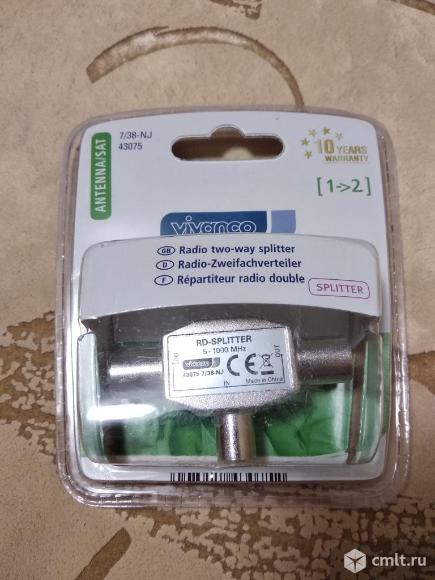 ANTENNA/SAT
7/38-NJ
43075
10 YEARS
WARRANTY
[1->2]
vivanco
GB Radio two-way splitter
D Radio-Zweifachverteiler
F Répartiteur radio double
SPLITTER
RD-SPLITTER
5-1000 MHz
OUT
vivanco
CE
OUT
43075 7/38-NJ
IN
Made in China
cmlt.ru